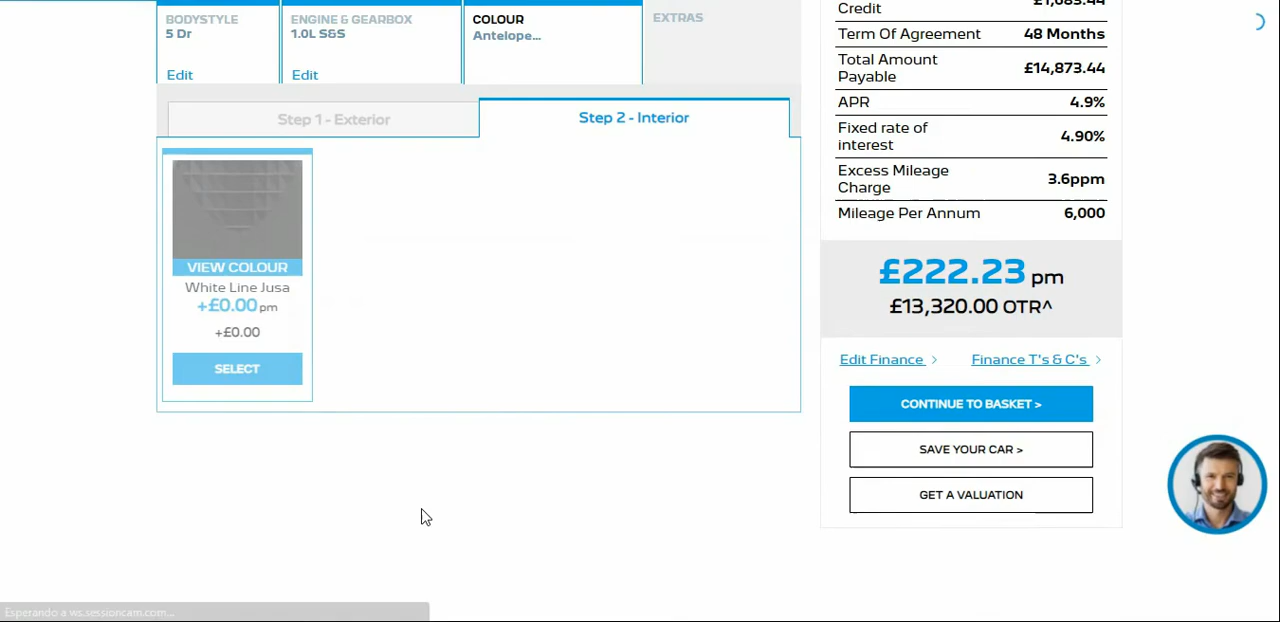 BODYSTYLE
5 Dr
Edit
ENGINE & GEARBOX
1.0L S&S
Edit
COLOUR
Antelope...
EXTRAS
Step 1 - Exterior
Step 2 - Interior
VIEW COLOUR
White Line Jusa
+£0.00 pm
+£0.00
SELECT
Credit £1,683.44
Term Of Agreement 48 Months
Total Amount
Payable £14,873.44
APR 4.9%
Fixed rate of
interest 4.90%
Excess Mileage
Charge 3.6ppm
Mileage Per Annum 6,000
£222.23 pm
£13,320.00 OTR^
Edit Finance > Finance T's & C's >
CONTINUE TO BASKET >
SAVE YOUR CAR >
GET A VALUATION
Esperando a ws.sessioncam.com...